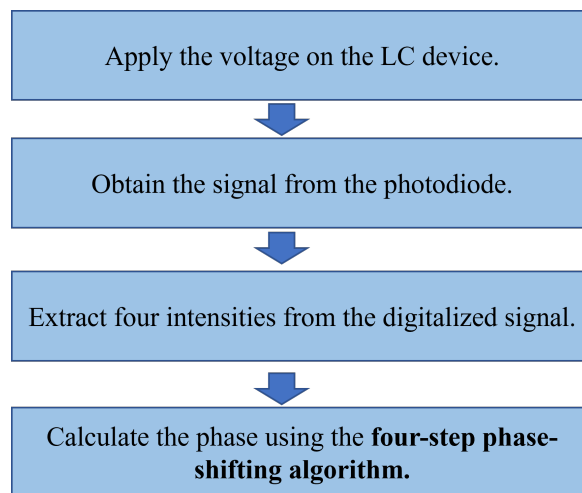 Apply the voltage on the LC device.
Obtain the signal from the photodiode.
Extract four intensities from the digitalized signal.
Calculate the phase using the four-step phase-
shifting algorithm.